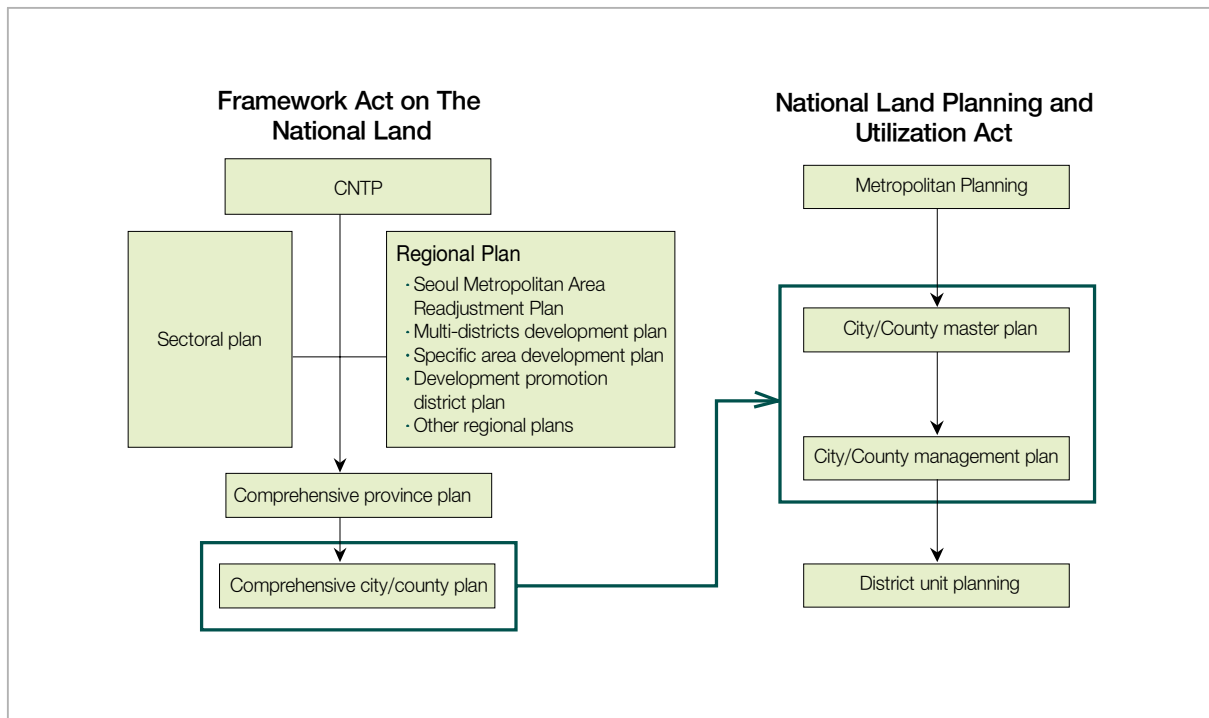 Framework Act on The
National Land
CNTP
Sectoral plan
Regional Plan
· Seoul Metropolitan Area
Readjustment Plan
· Multi-districts development plan
· Specific area development plan
· Development promotion
district plan
· Other regional plans
Comprehensive province plan
Comprehensive city/county plan
National Land Planning and
Utilization Act
Metropolitan Planning
City/County master plan
City/County management plan
District unit planning